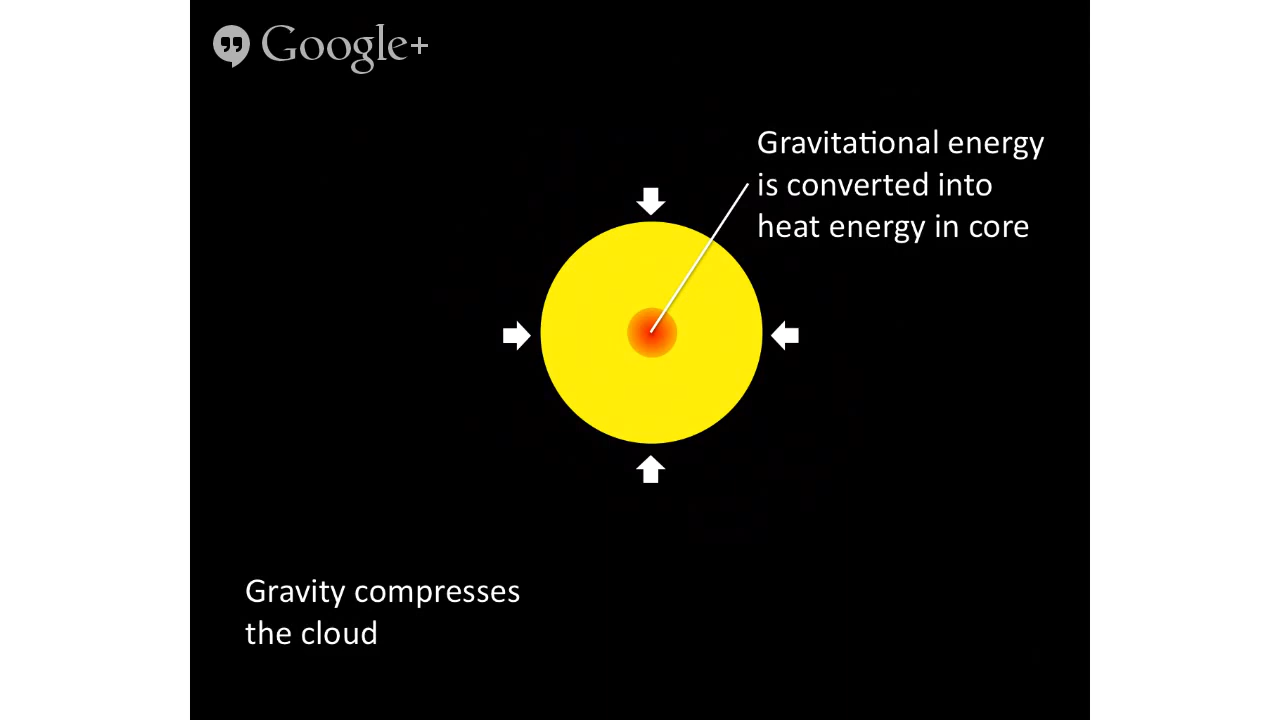 Google+
Gravitational energy
is converted into
heat energy in core
Gravity compresses
the cloud